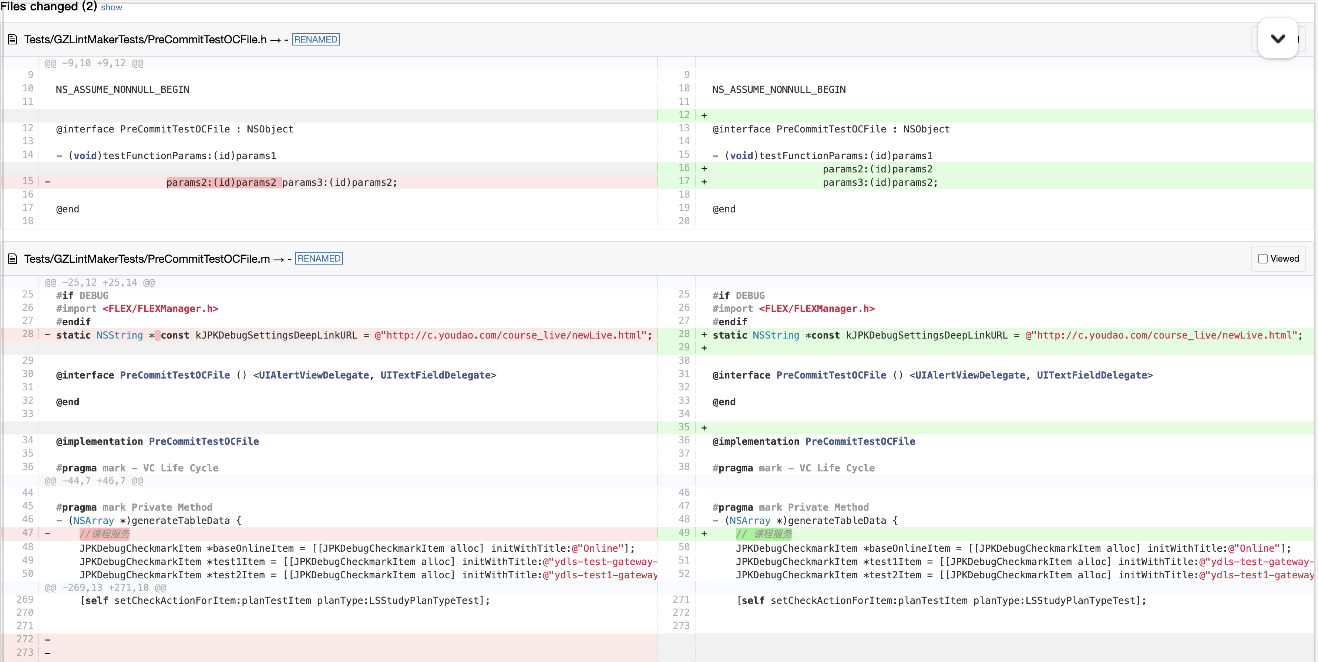 Files changed (2) show
Tests/GZLintMakerTests/PreCommitTestOCFile.h → - RENAMED
@@ -9,10 +9,12 @@
9 9
10 NS_ASSUME_NONNULL_BEGIN 10 NS_ASSUME_NONNULL_BEGIN
11 11
12 +
12 @interface PreCommitTestOCFile : NSObject 13 @interface PreCommitTestOCFile : NSObject
13 14
14 - (void)testFunctionParams:(id)params1 15 - (void)testFunctionParams:(id)params1
16 + params2:(id)params2
15 - params2:(id)params2 params3:(id)params2; 17 + params3:(id)params2;
16 18
17 @end 19 @end
18 20
Tests/GZLintMakerTests/PreCommitTestOCFile.m → - RENAMED Viewed
@@ -25,12 +25,14 @@
25 #if DEBUG 25 #if DEBUG
26 #import <FLEX/FLEXManager.h> 26 #import <FLEX/FLEXManager.h>
27 #endif 27 #endif
28 - static NSString * const kJPKDebugSettingsDeepLinkURL = @"http://c.youdao.com/course_live/newLive.html"; 28 + static NSString *const kJPKDebugSettingsDeepLinkURL = @"http://c.youdao.com/course_live/newLive.html";
29 +
29 30
30 @interface PreCommitTestOCFile () <UIAlertViewDelegate, UITextFieldDelegate> 31 @interface PreCommitTestOCFile () <UIAlertViewDelegate, UITextFieldDelegate>
31 32
32 @end 33 @end
33 34
35 +
34 @implementation PreCommitTestOCFile 36 @implementation PreCommitTestOCFile
35 37
36 #pragma mark - VC Life Cycle 38 #pragma mark - VC Life Cycle
@@ -44,7 +46,7 @@
44 46
45 #pragma mark Private Method 47 #pragma mark Private Method
46 - (NSArray *)generateTableData { 48 - (NSArray *)generateTableData {
47 - //课程服务 49 + // 课程服务
48 JPKDebugCheckmarkItem *baseOnlineItem = [[JPKDebugCheckmarkItem alloc] initWithTitle:@"Online"]; 50 JPKDebugCheckmarkItem *baseOnlineItem = [[JPKDebugCheckmarkItem alloc] initWithTitle:@"Online"];
49 JPKDebugCheckmarkItem *test1Item = [[JPKDebugCheckmarkItem alloc] initWithTitle:@"ydls-test-gateway- 51 JPKDebugCheckmarkItem *test1Item = [[JPKDebugCheckmarkItem alloc] initWithTitle:@"ydls-test-gateway-
50 JPKDebugCheckmarkItem *test2Item = [[JPKDebugCheckmarkItem alloc] initWithTitle:@"ydls-test1-gateway 52 JPKDebugCheckmarkItem *test2Item = [[JPKDebugCheckmarkItem alloc] initWithTitle:@"ydls-test1-gateway
@@ -269,13 +271,10 @@
269 [self setCheckActionForItem:planTestItem planType:LSStudyPlanTypeTest]; 271 [self setCheckActionForItem:planTestItem planType:LSStudyPlanTypeTest];
270 272
271 273
272 -
273 -